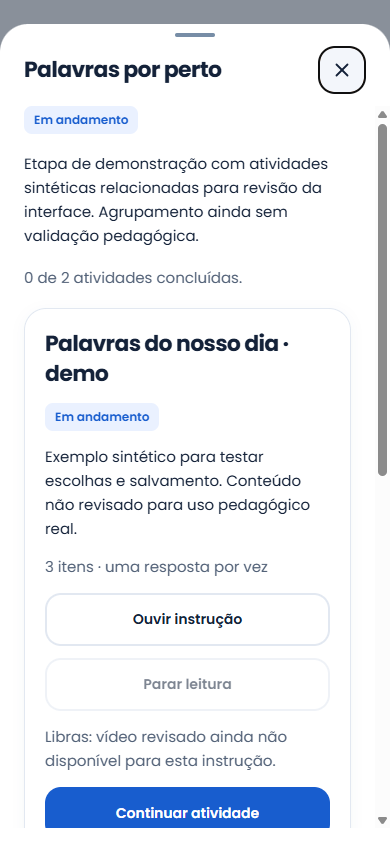 Palavras por perto
Em andamento
Etapa de demonstração com atividades
sintéticas relacionadas para revisão da
interface. Agrupamento ainda sem
validação pedagógica.
0 de 2 atividades concluídas.
Palavras do nosso dia ·
demo
Em andamento
Exemplo sintético para testar
escolhas e salvamento. Conteúdo
não revisado para uso pedagógico
real.
3 itens · uma resposta por vez
Ouvir instrução
Parar leitura
Libras: vídeo revisado ainda não
disponível para esta instrução.
Continuar atividade